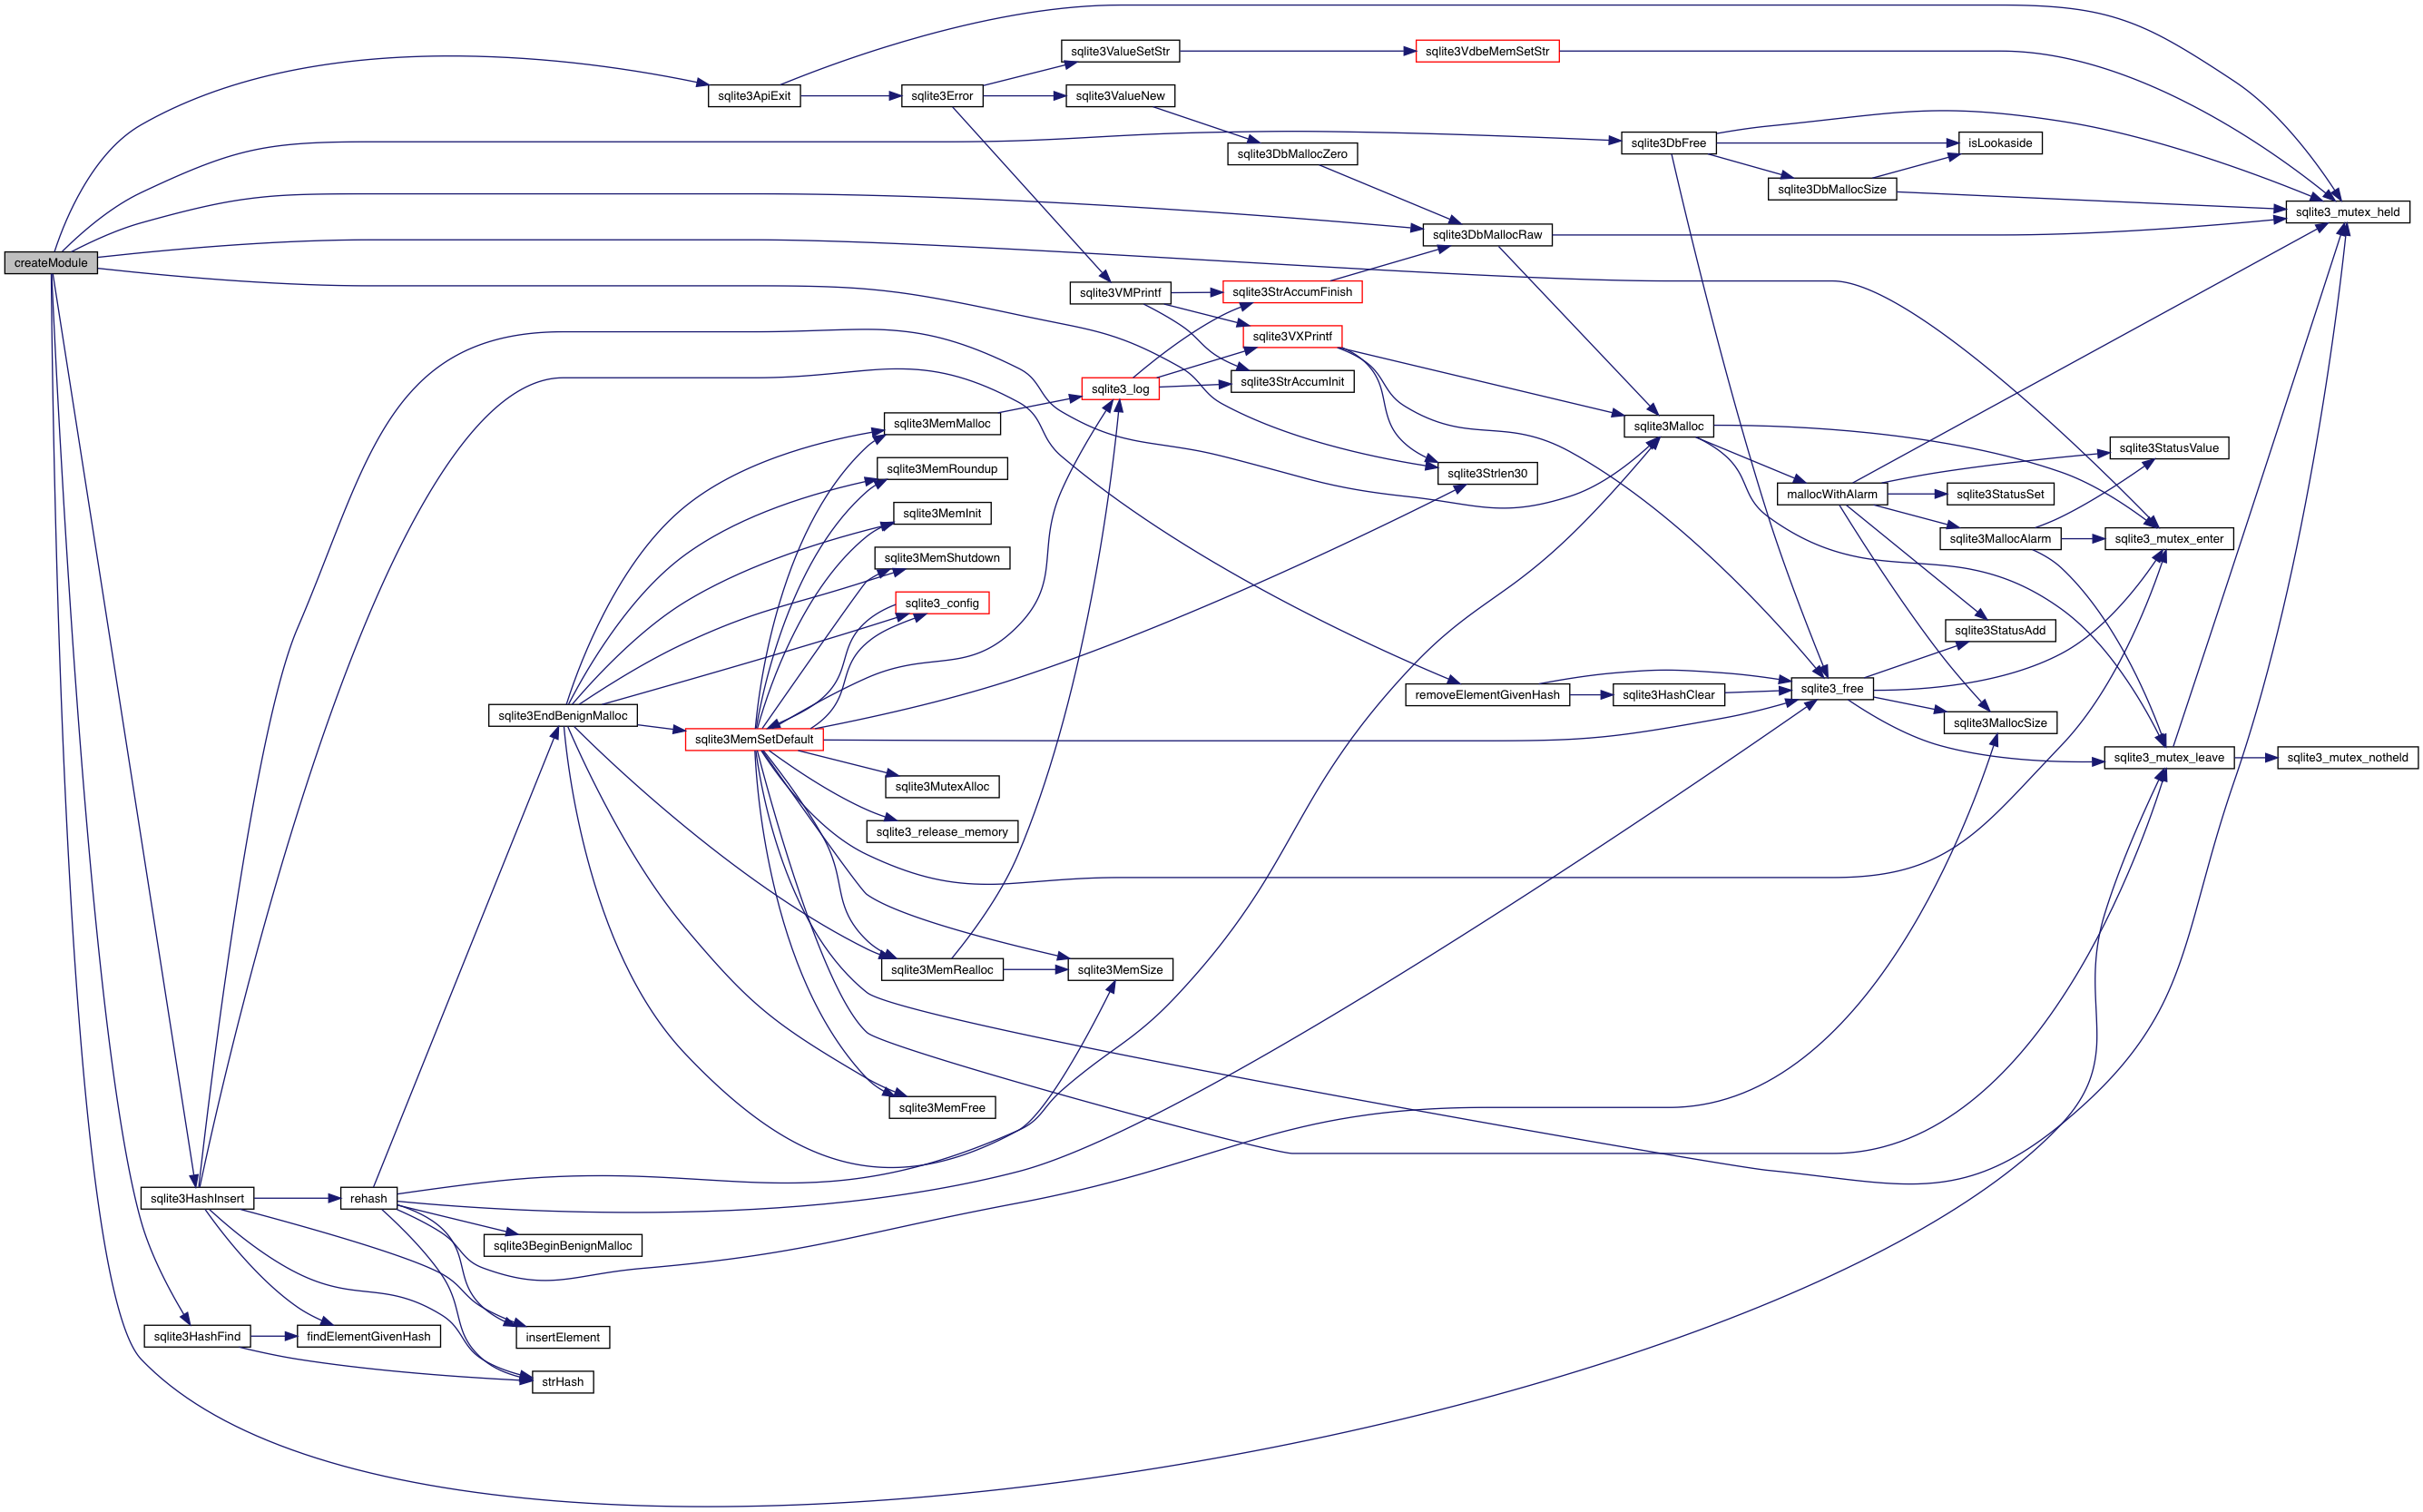 createModule
sqlite3ApiExit
sqlite3Error
sqlite3ValueSetStr
sqlite3VdbeMemSetStr
sqlite3ValueNew
sqlite3DbMallocZero
sqlite3DbFree
isLookaside
sqlite3DbMallocSize
sqlite3_mutex_held
sqlite3DbMallocRaw
sqlite3VMPrintf
sqlite3StrAccumFinish
sqlite3VXPrintf
sqlite3StrAccumInit
sqlite3_log
sqlite3MemMalloc
sqlite3MemRoundup
sqlite3MemInit
sqlite3MemShutdown
sqlite3_config
sqlite3Malloc
sqlite3Strlen30
mallocWithAlarm
sqlite3StatusValue
sqlite3StatusSet
sqlite3MallocAlarm
sqlite3_mutex_enter
sqlite3StatusAdd
removeElementGivenHash
sqlite3HashClear
sqlite3_free
sqlite3MallocSize
sqlite3_mutex_leave
sqlite3_mutex_notheld
sqlite3EndBenignMalloc
sqlite3MemSetDefault
sqlite3MutexAlloc
sqlite3_release_memory
sqlite3MemRealloc
sqlite3MemSize
sqlite3MemFree
sqlite3HashInsert
rehash
sqlite3BeginBenignMalloc
sqlite3HashFind
findElementGivenHash
insertElement
strHash